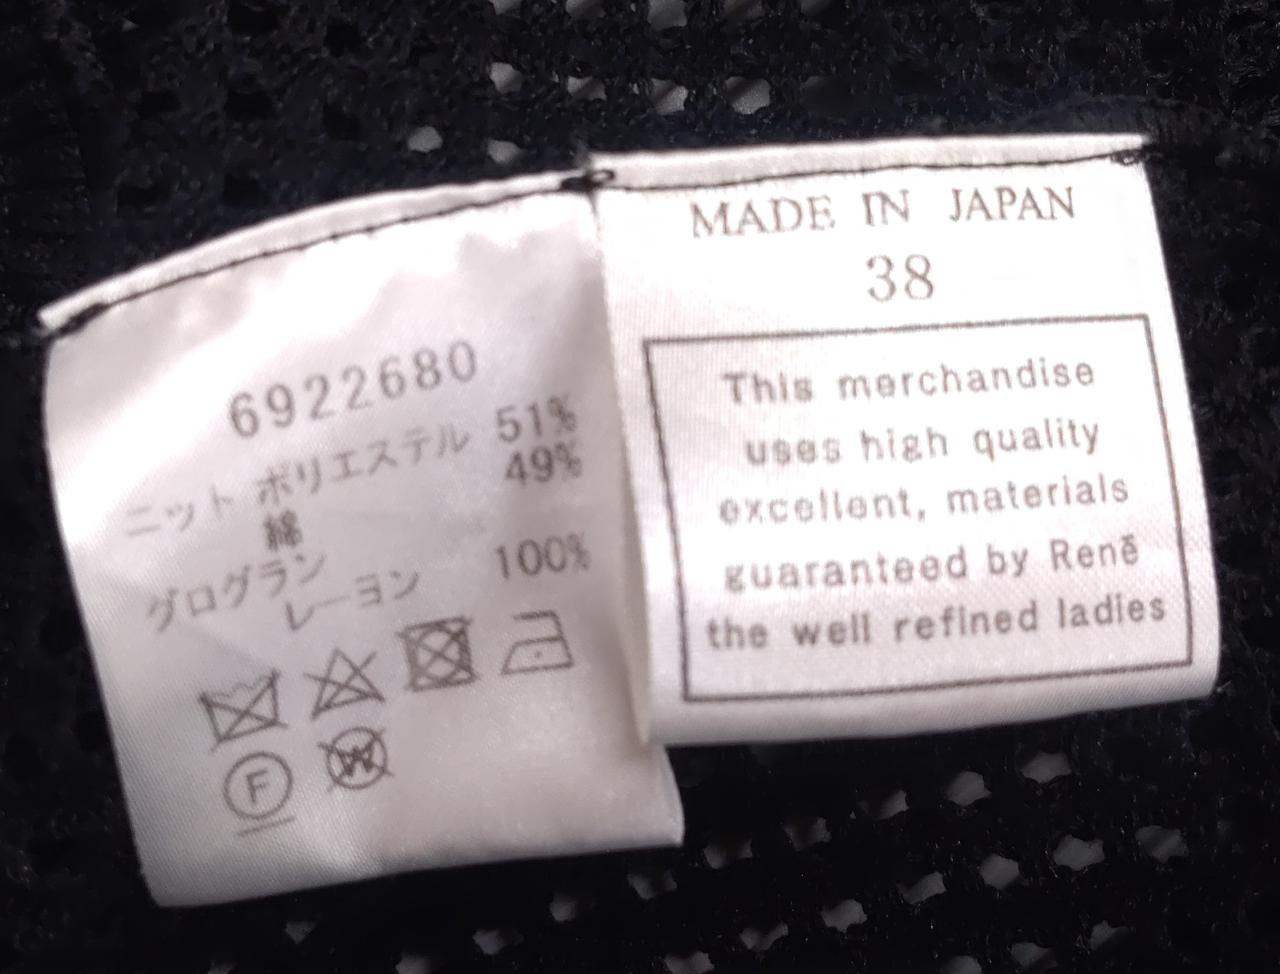 6922680
ニット ポリエステル 51%
綿 49%
グログラン
レーヨン 100%
F
W
MADE IN JAPAN
38
This merchandise
uses high quality
excellent, materials
guaranteed by René
the well refined ladies